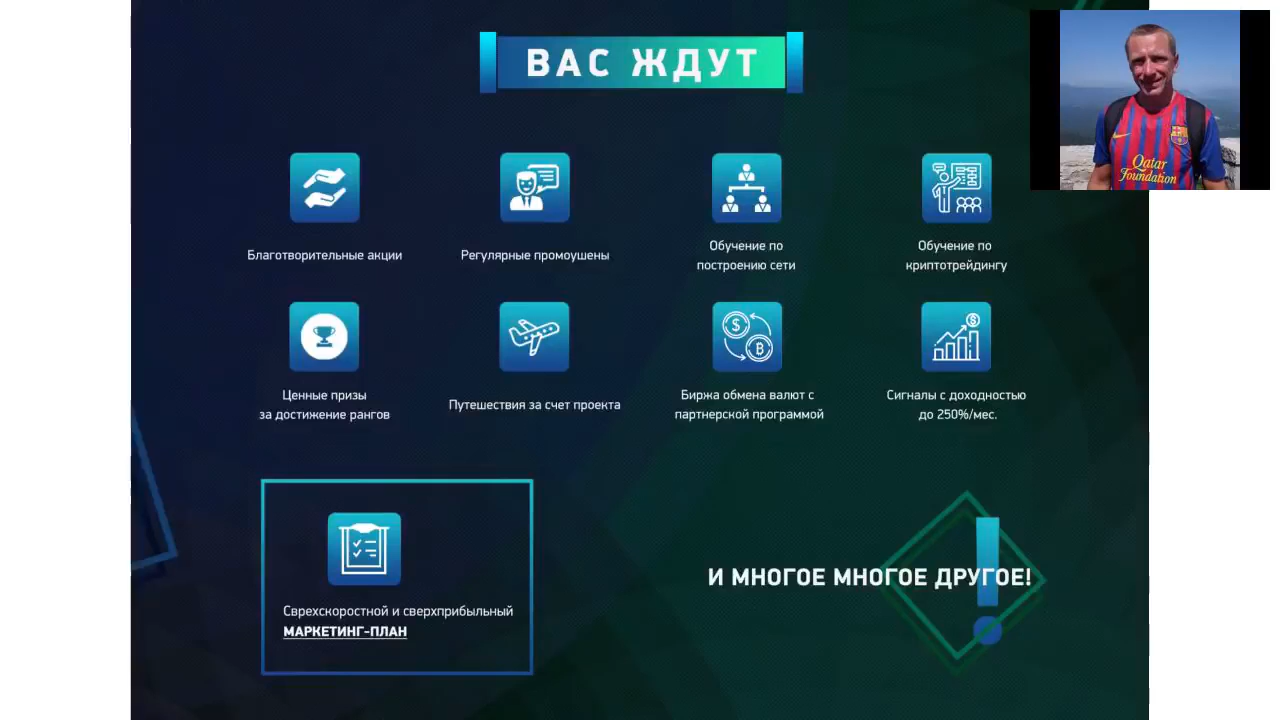 ВАС ЖДУТ
Благотворительные акции
Регулярные промоушены
Обучение по
построению сети
Обучение по
криптотрейдингу
Ценные призы
за достижение рангов
Путешествия за счет проекта
Биржа обмена валют с
партнерской программой
Сигналы с доходностью
до 250%/мес.
Сврехскоростной и сверхприбыльный
МАРКЕТИНГ-ПЛАН
И МНОГОЕ МНОГОЕ ДРУГОЕ!
Qatar
Foundation